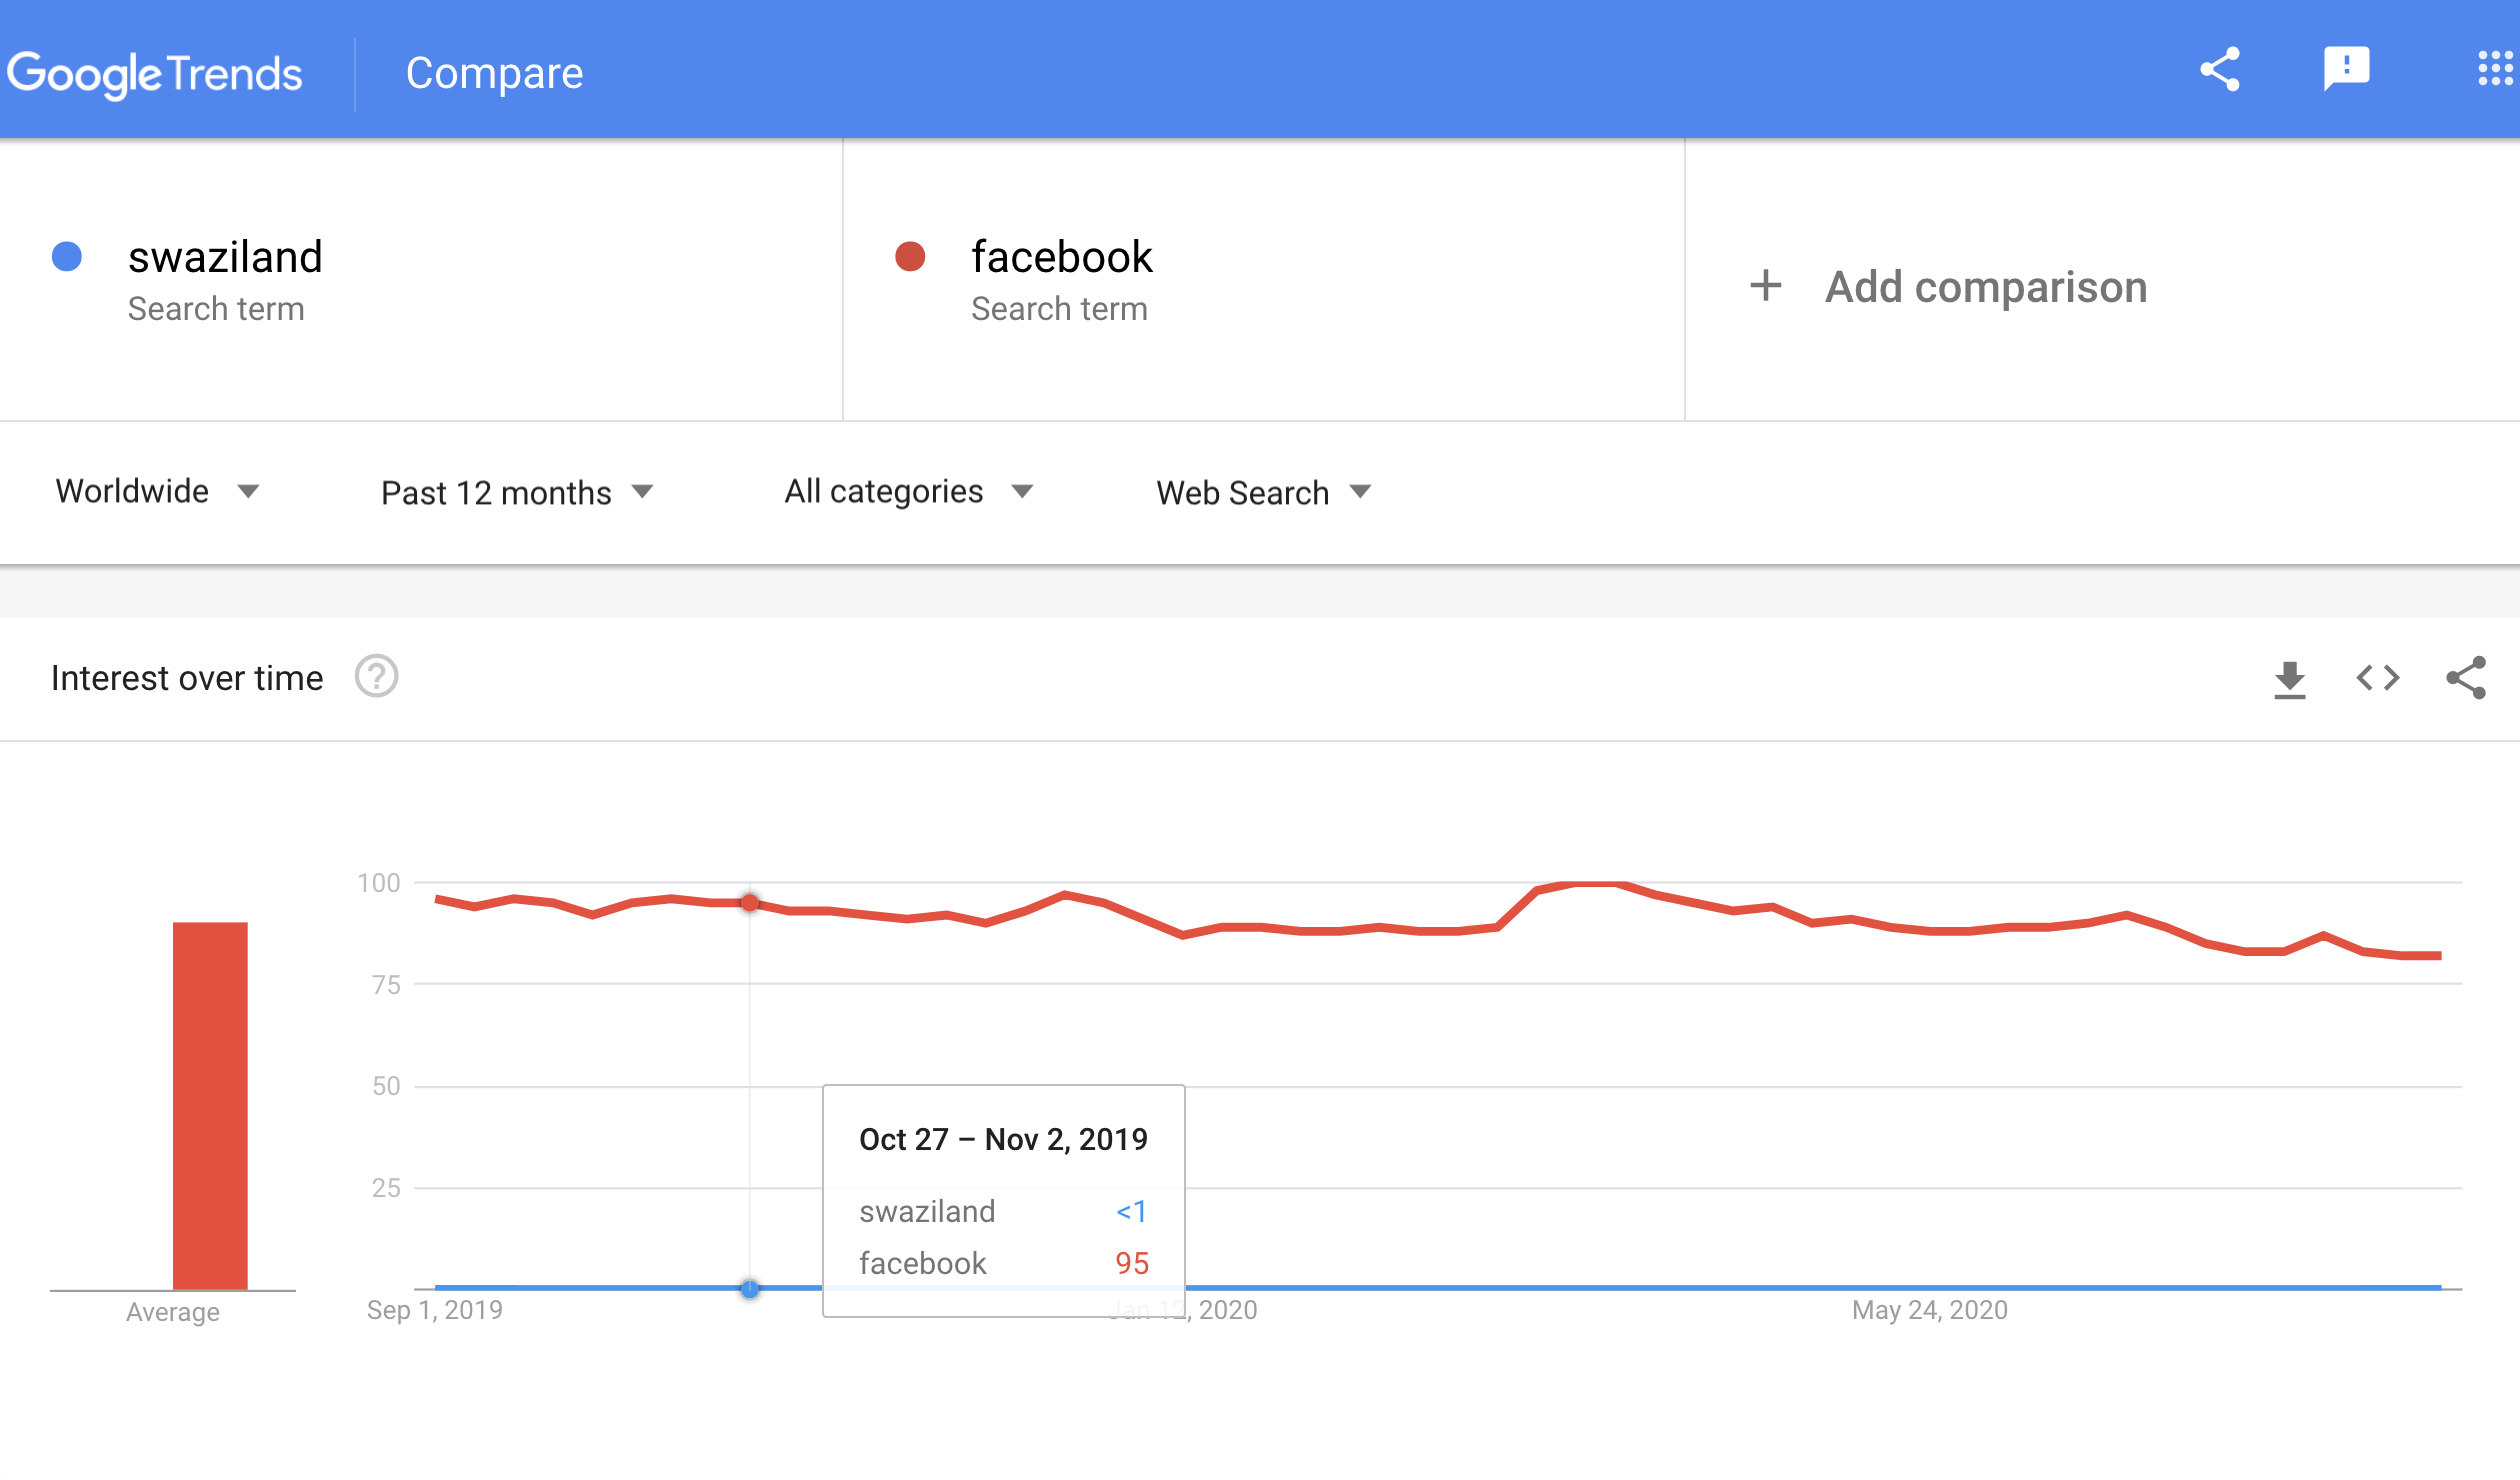 Google Trends Compare
swaziland
Search term
facebook
Search term
+ Add comparison
Worldwide Past 12 months All categories Web Search
Interest over time ?
100
75
50
25
Average
Sep 1, 2019 Jan 12, 2020 May 24, 2020
Oct 27 – Nov 2, 2019
swaziland <1
facebook 95